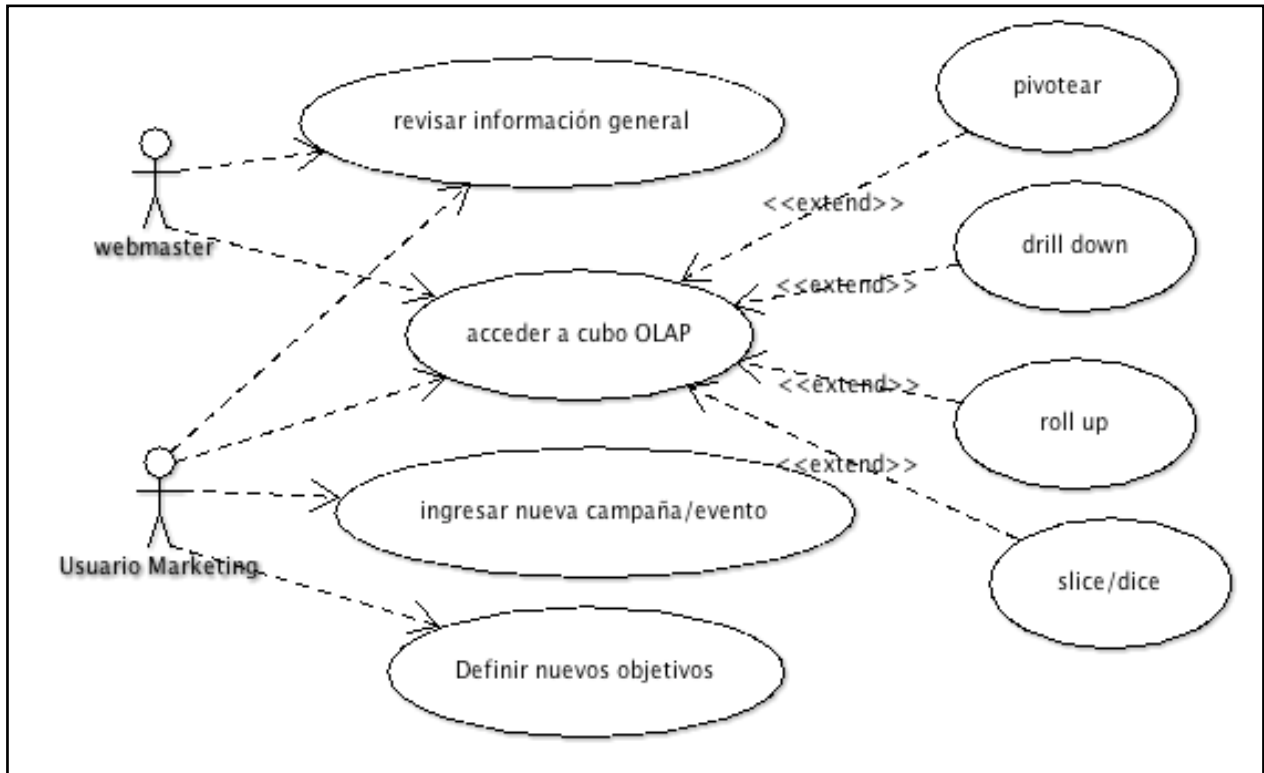 pivotear
revisar información general
<<extend>>
drill down
webmaster
<<extend>>
acceder a cubo OLAP
<<extend>>
roll up
<<extend>>
ingresar nueva campaña/evento
Usuario Marketing
slice/dice
Definir nuevos objetivos